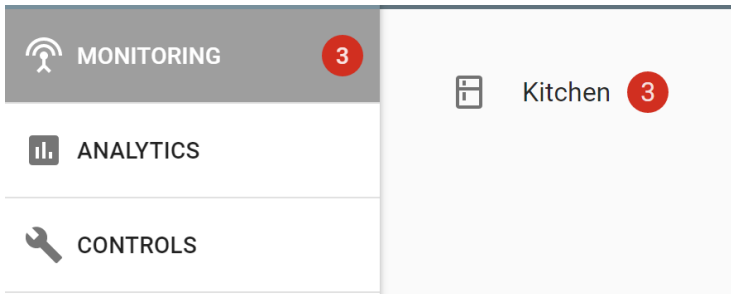 MONITORING 3
Kitchen 3
ANALYTICS
CONTROLS